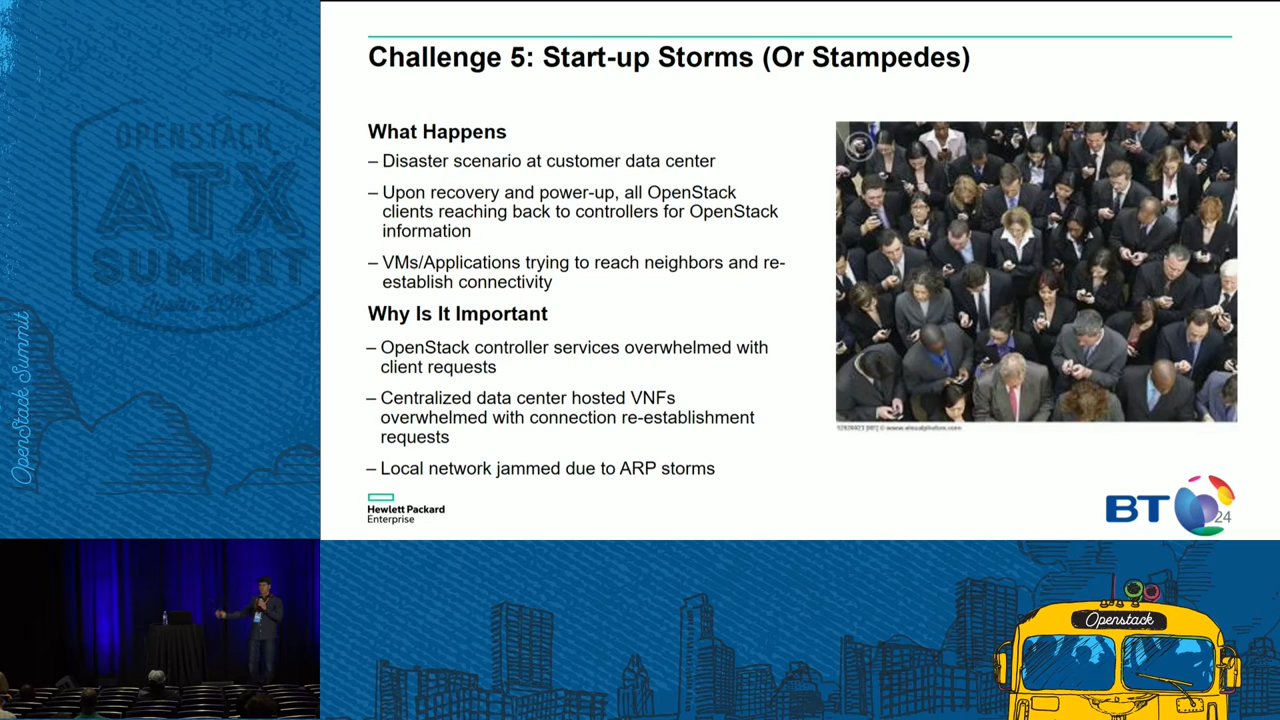 Challenge 5: Start-up Storms (Or Stampedes)
What Happens
– Disaster scenario at customer data center
– Upon recovery and power-up, all OpenStack
clients reaching back to controllers for OpenStack
information
– VMs/Applications trying to reach neighbors and re-
establish connectivity
Why Is It Important
– OpenStack controller services overwhelmed with
client requests
– Centralized data center hosted VNFs
overwhelmed with connection re-establishment
requests
– Local network jammed due to ARP storms
Hewlett Packard
Enterprise
BT
24
OPENSTACK
ATX
SUMMIT
OpenStack Summit
Openstack